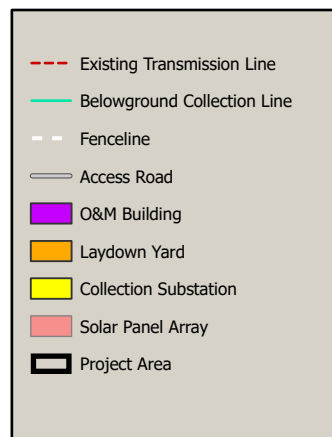 Existing Transmission Line
Belowground Collection Line
Fenceline
Access Road
O&M Building
Laydown Yard
Collection Substation
Solar Panel Array
Project Area